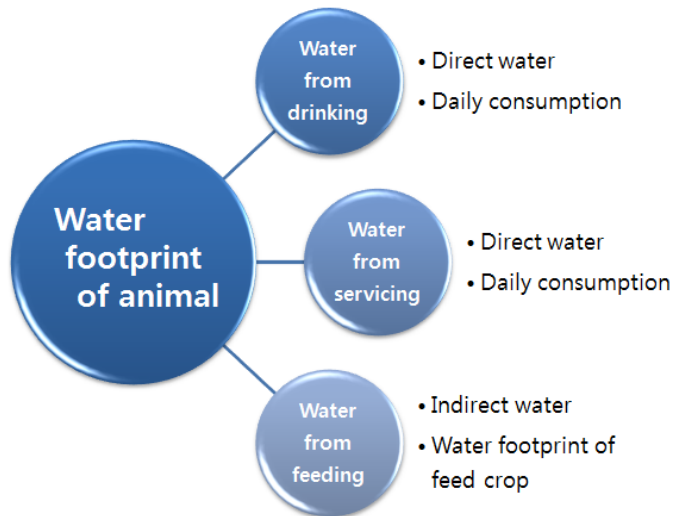 Water
footprint
of animal
Water
from
drinking
• Direct water
• Daily consumption
Water
from
servicing
• Direct water
• Daily consumption
Water
from
feeding
• Indirect water
• Water footprint of
feed crop